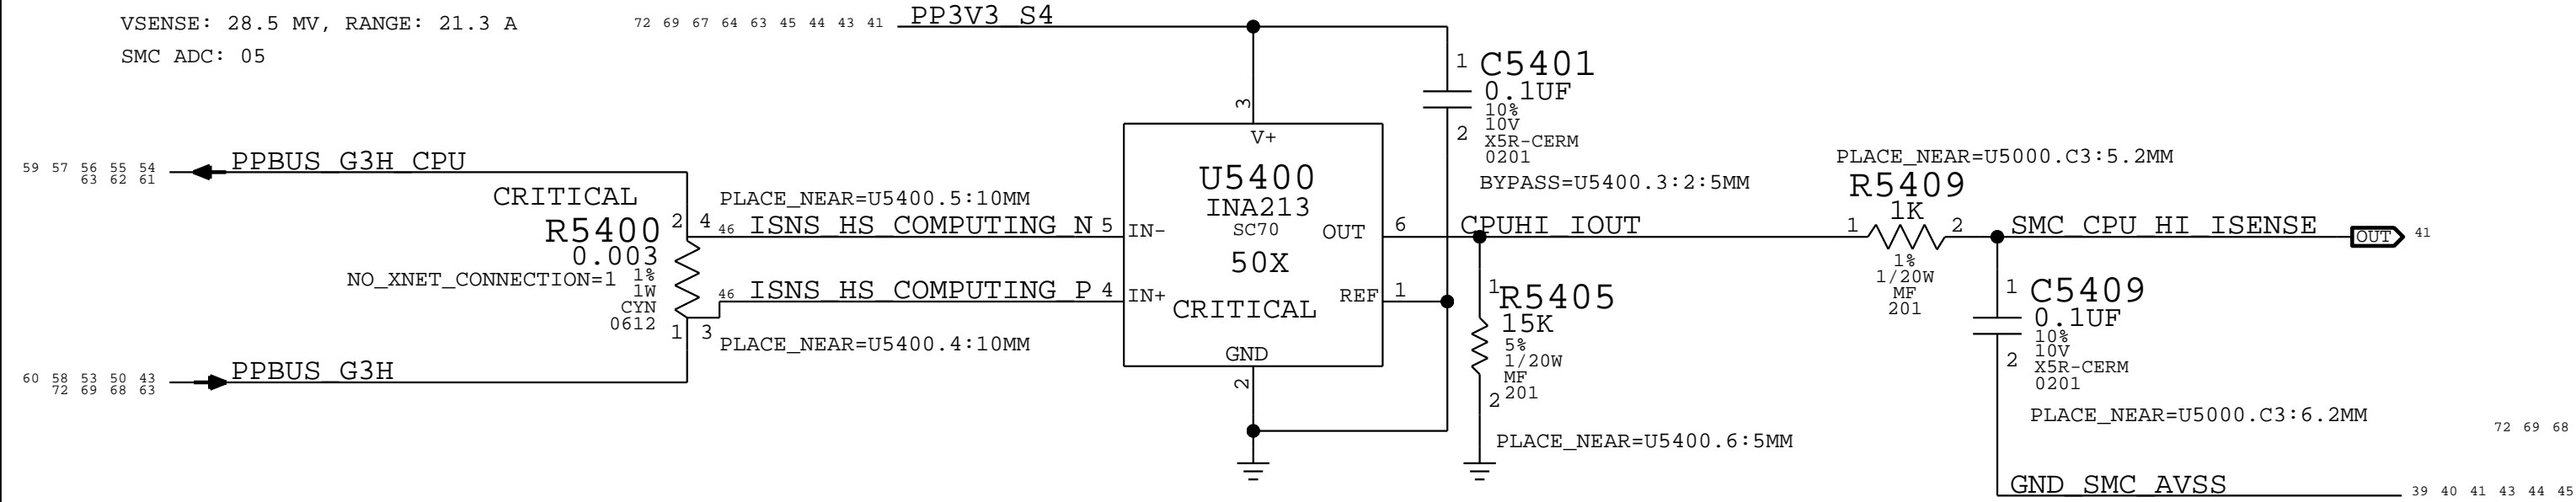 VSENSE: 28.5 MV, RANGE: 21.3 A
SMC ADC: 05
72 69 67 64 63 45 44 43 41 PP3V3_S4
1 C5401
0.1UF
10%
10V
2 X5R-CERM
0201
BYPASS=U5400.3:2:5MM
59 57 56 55 54
63 62 61
PPBUS_G3H_CPU
CRITICAL
R5400
0.003
NO_XNET_CONNECTION=1
1%
1W
CYN
0612
2 4
1 3
PLACE_NEAR=U5400.5:10MM
46 ISNS_HS_COMPUTING_N 5
46 ISNS_HS_COMPUTING_P 4
PLACE_NEAR=U5400.4:10MM
60 58 53 50 43
72 69 68 63
PPBUS_G3H
3
V+
U5400
INA213
SC70
50X
CRITICAL
IN-
IN+
OUT
REF
GND
2
6
1
CPUHI_IOUT
1 R5405
15K
5%
1/20W
MF
2 201
PLACE_NEAR=U5400.6:5MM
PLACE_NEAR=U5000.C3:5.2MM
R5409
1 1K 2
1%
1/20W
MF
201
SMC_CPU_HI_ISENSE
OUT 41
1 C5409
0.1UF
10%
10V
2 X5R-CERM
0201
PLACE_NEAR=U5000.C3:6.2MM
72 69 68
GND_SMC_AVSS
39 40 41 43 44 45